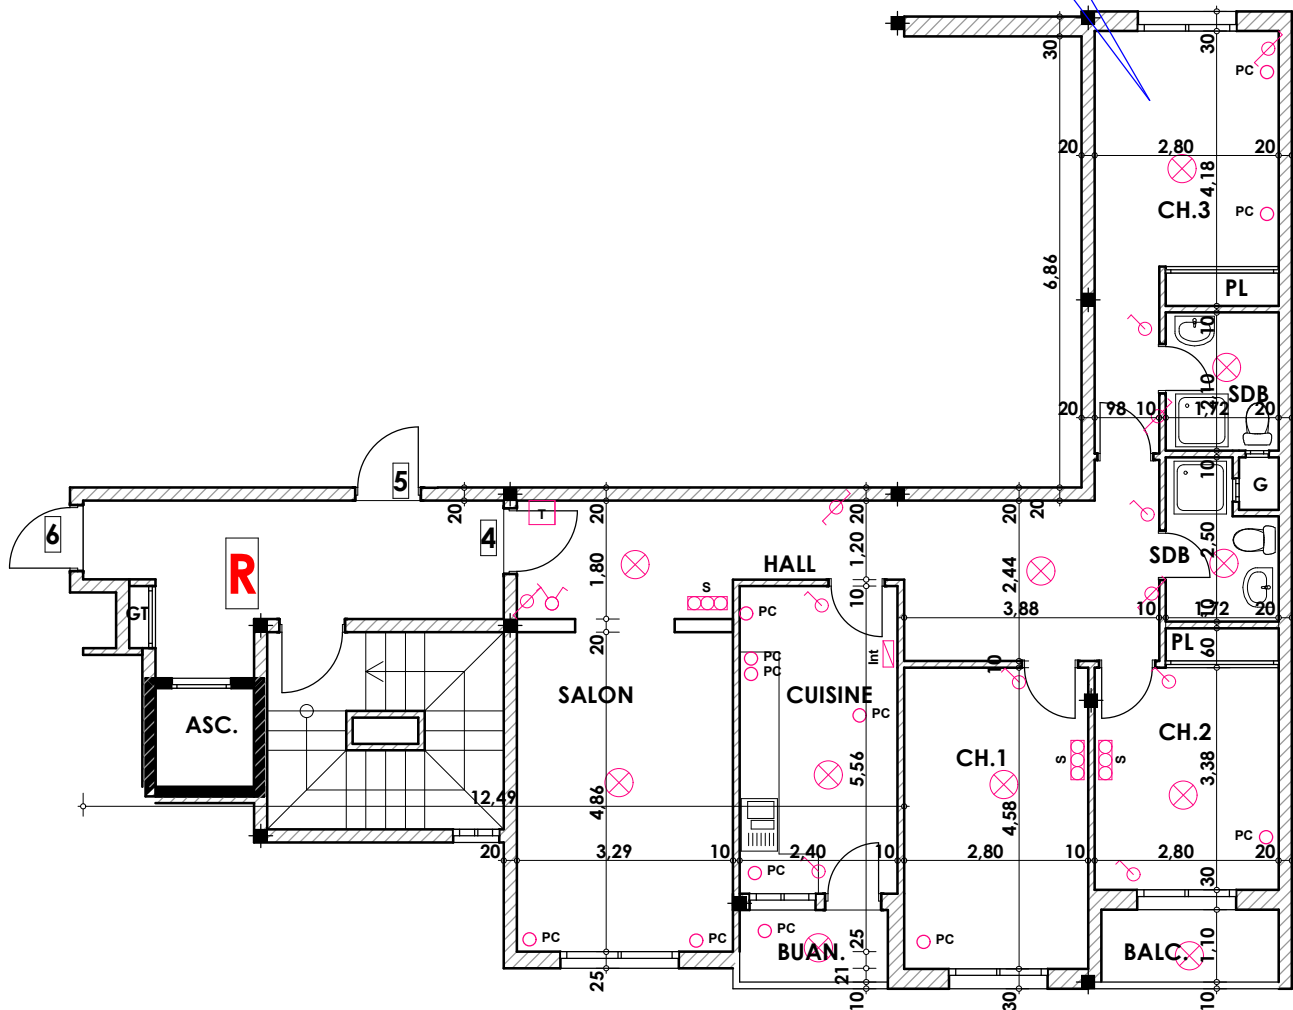 30
30
PC
20
2,80
20
4,18
CH.3
PC
6,86
PL
10
2,10
SDB
20
98
10
1,72
20
10
G
5
20
20
20
20
20
T
6
4
R
1,80
HALL
1,20
2,44
SDB
2,50
10
S
GT
PC
3,88
10
1,72
20
10
20
Int
10
PL
60
PC
PC
SALON
CUISINE
PC
ASC.
CH.1
S
S
CH.2
3,38
5,56
12,49
4,86
4,58
PC
20
3,29
10
2,40
10
2,80
10
2,80
20
PC
30
PC
PC
PC
BUAN.
25
PC
BALC.
1,10
25
21
10
30
10